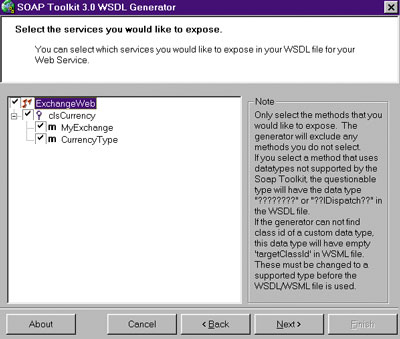 SOAP Toolkit 3.0 WSDL Generator
Select the services you would like to expose.
You can select which services you would like to expose in your WSDL file for your
Web Service.
ExchangeWeb
clsCurrency
m MyExchange
m CurrencyType
Note
Only select the methods that you
would like to expose. The
generator will exclude any
methods you do not select.
If you select a method that uses
datatypes not supported by the
Soap Toolkit, the questionable
type will have the data type
"????????" or "??IDispatch??" in
the WSDL file.
If the generator can not find
class id of a custom data type,
this data type will have empty
'targetClassId' in WSML file.
These must be changed to a
supported type before the
WSDL/WSML file is used.
About
Cancel
< Back
Next >
Finish